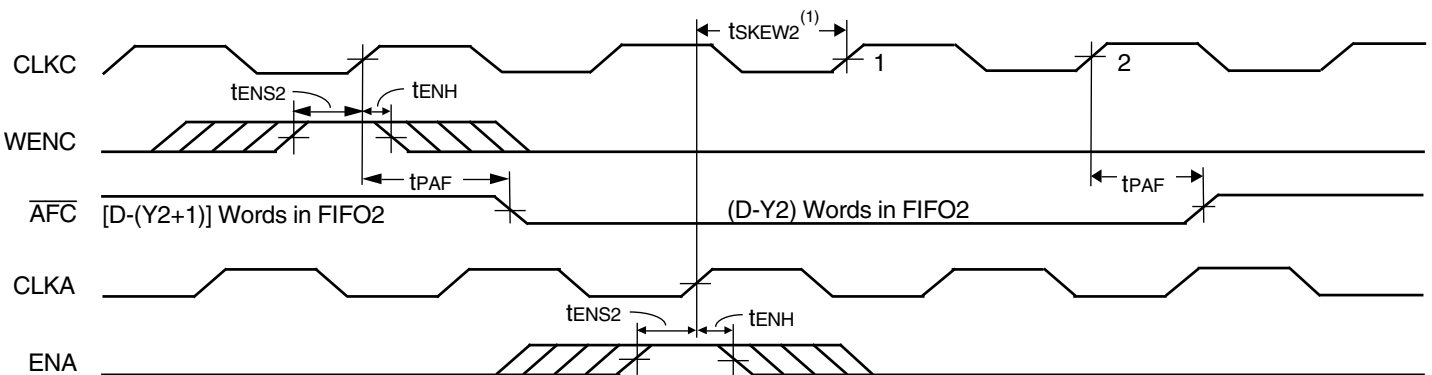 tSKEW2(1)
CLKC
1
2
tENS2
tENH
WENC
tPAF
tPAF
AFC
[D-(Y2+1)] Words in FIFO2
(D-Y2) Words in FIFO2
CLKA
tENS2
tENH
ENA